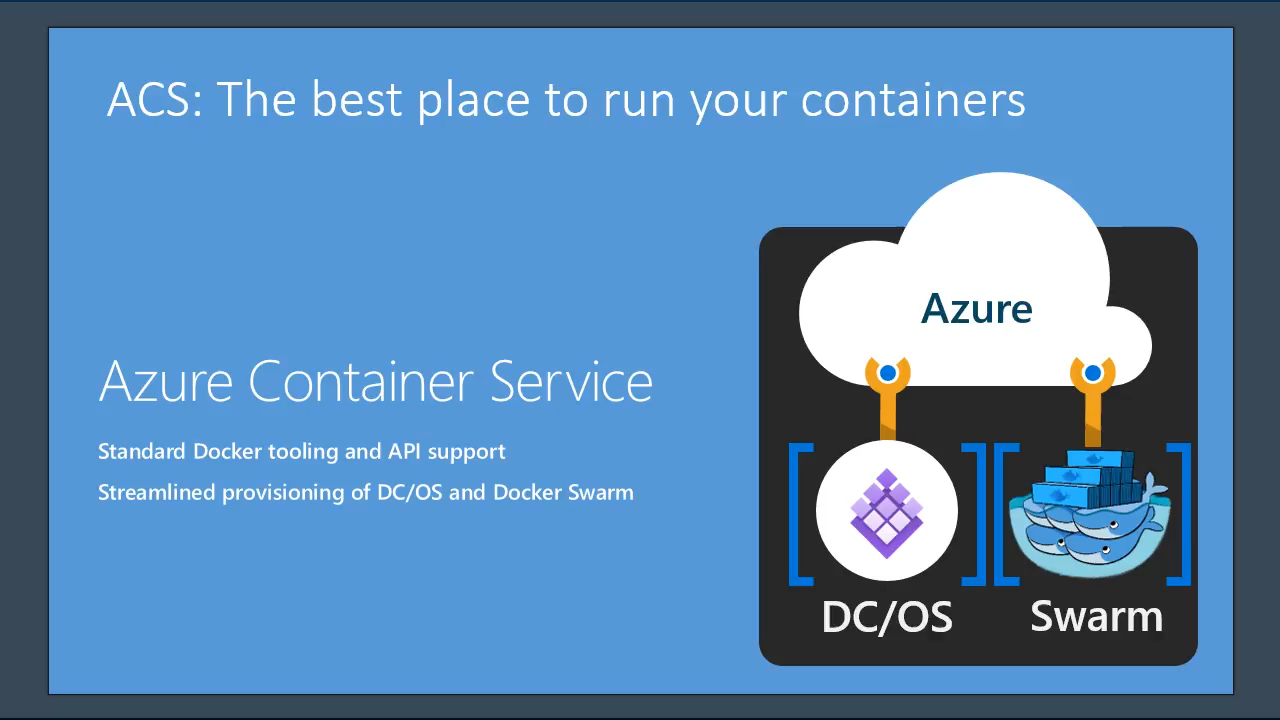 ACS: The best place to run your containers
Azure
Azure Container Service
Standard Docker tooling and API support
Streamlined provisioning of DC/OS and Docker Swarm
DC/OS
Swarm